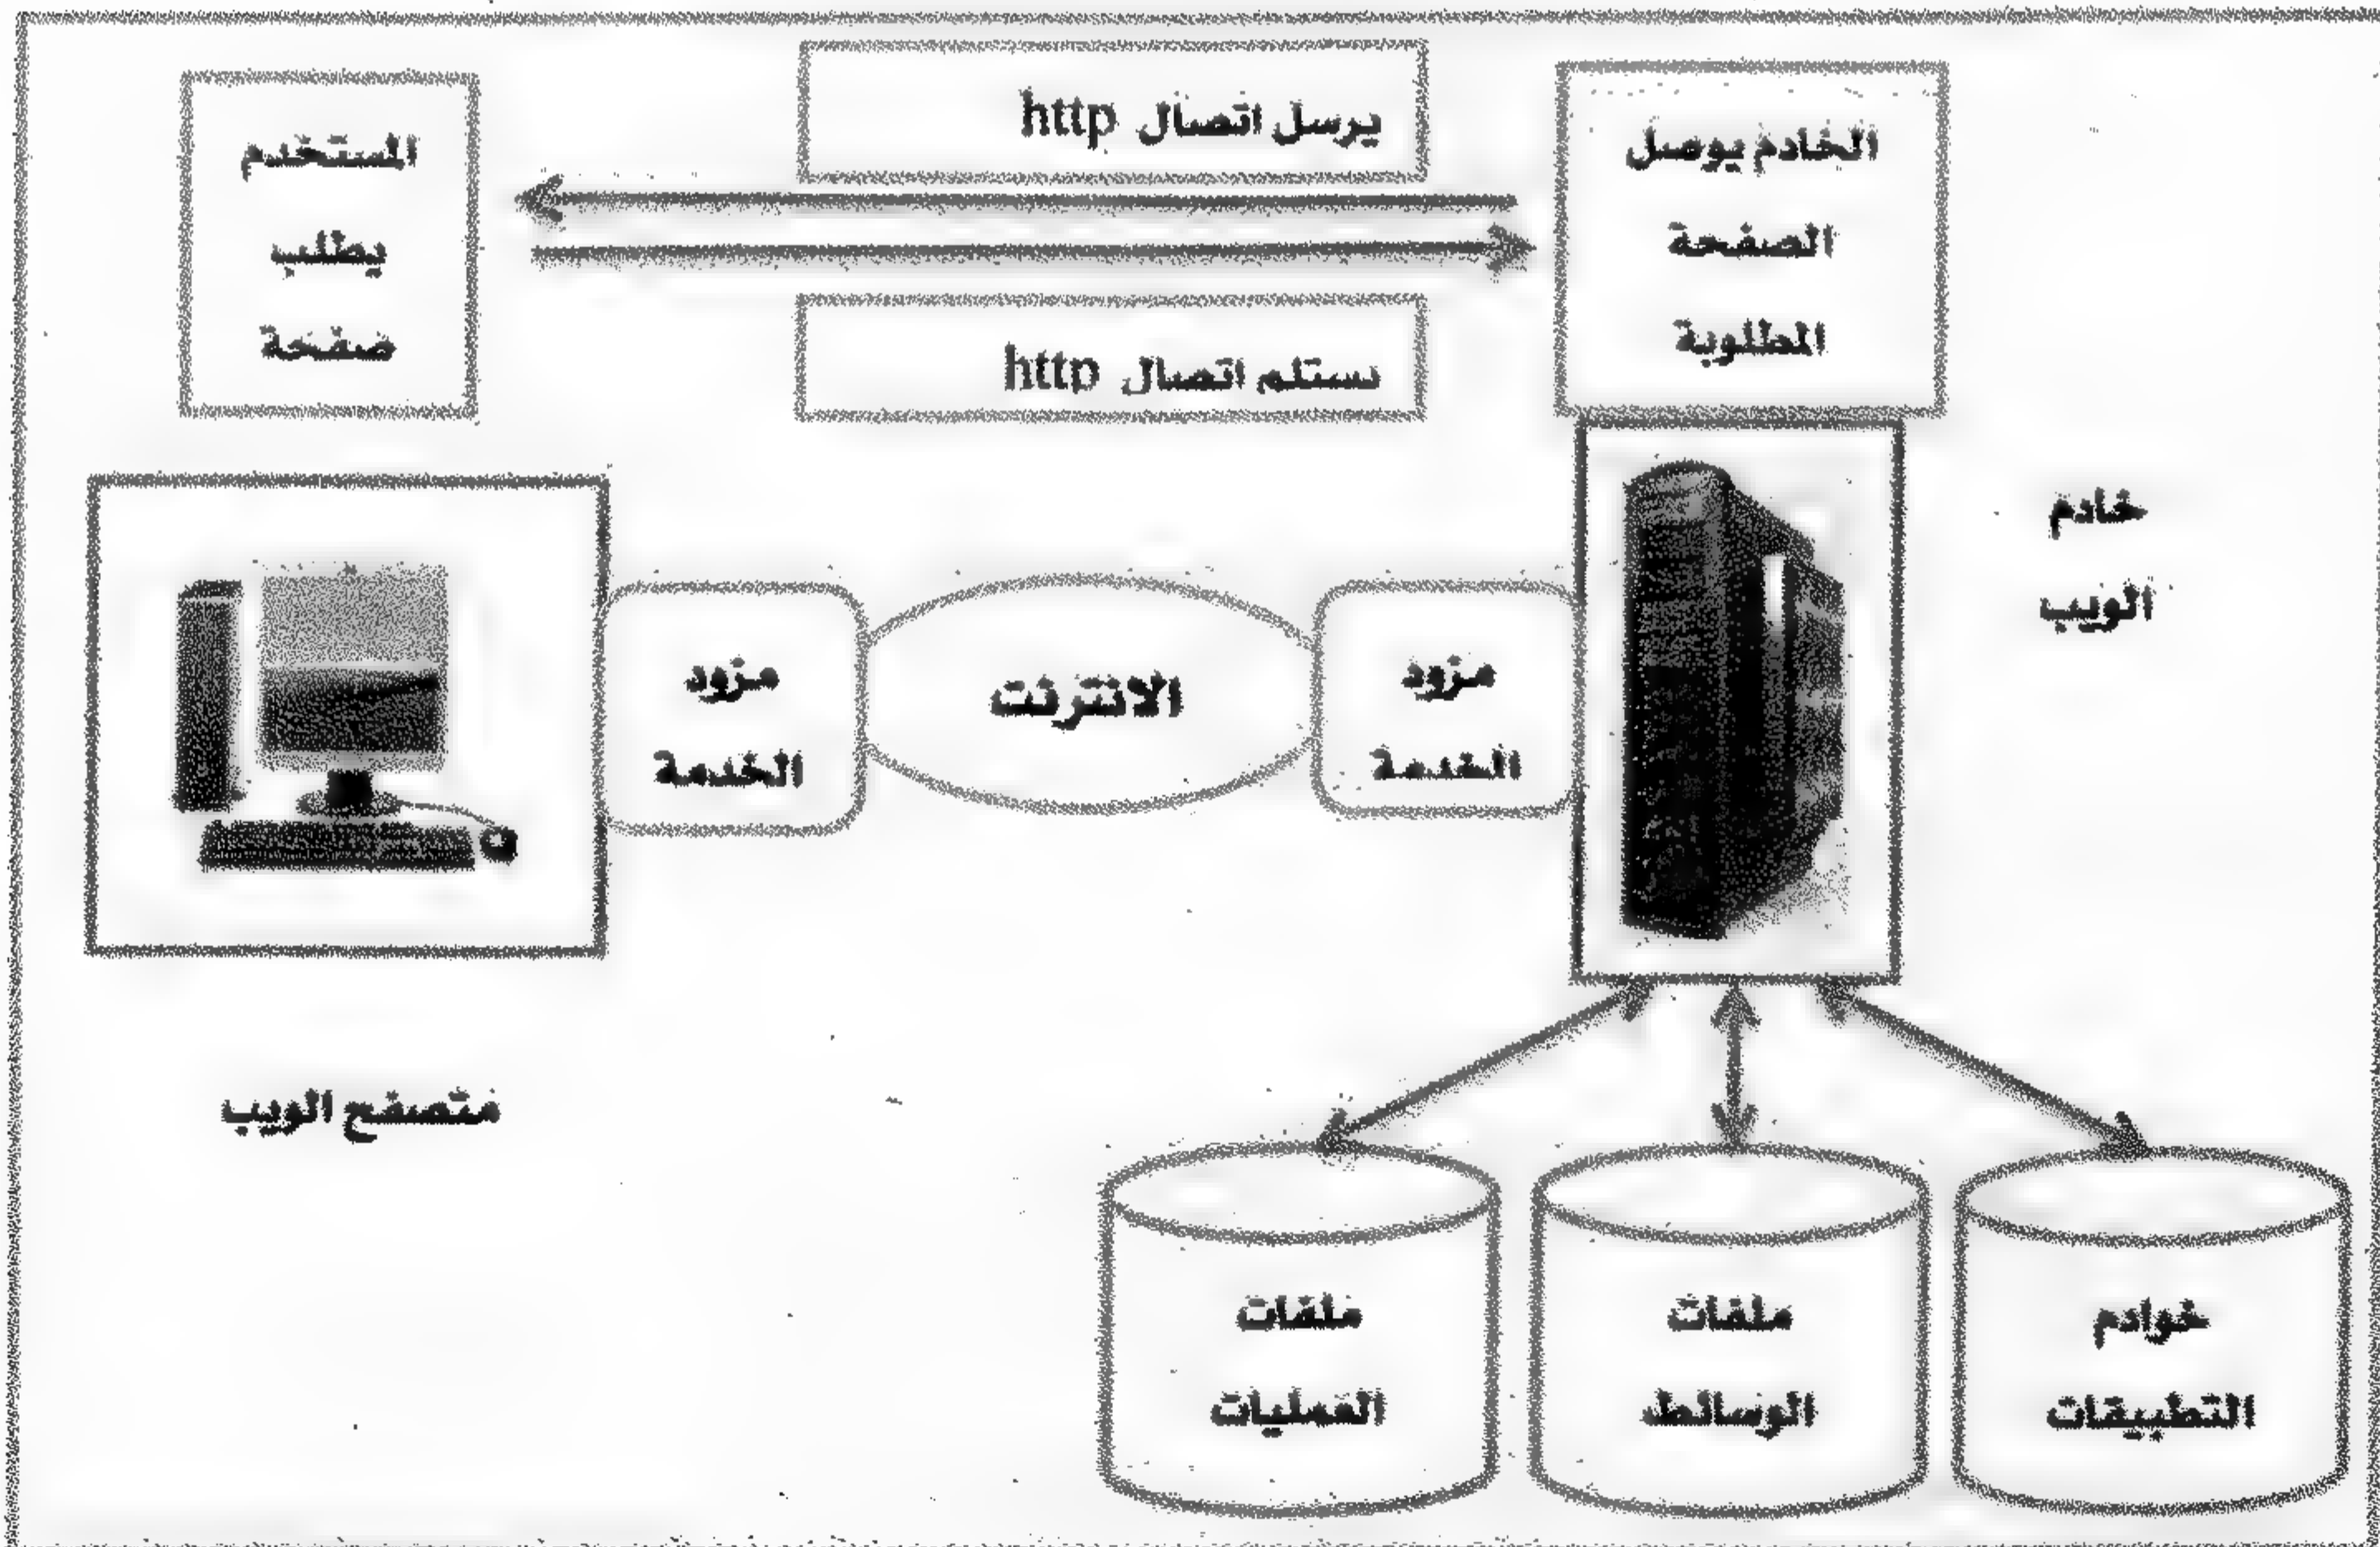 يرسل اتصال http
الخادم يوصل
الصفحة
المطلوبة
المستخدم
يطلب
صفحة
نستلم اتصال http
خادم
الويب
مزود
الخدمة
الانترنت
مزود
الخدمة
متصفح الويب
خوادم
التطبيقات
ملفات
الوسائط
ملفات
العمليات